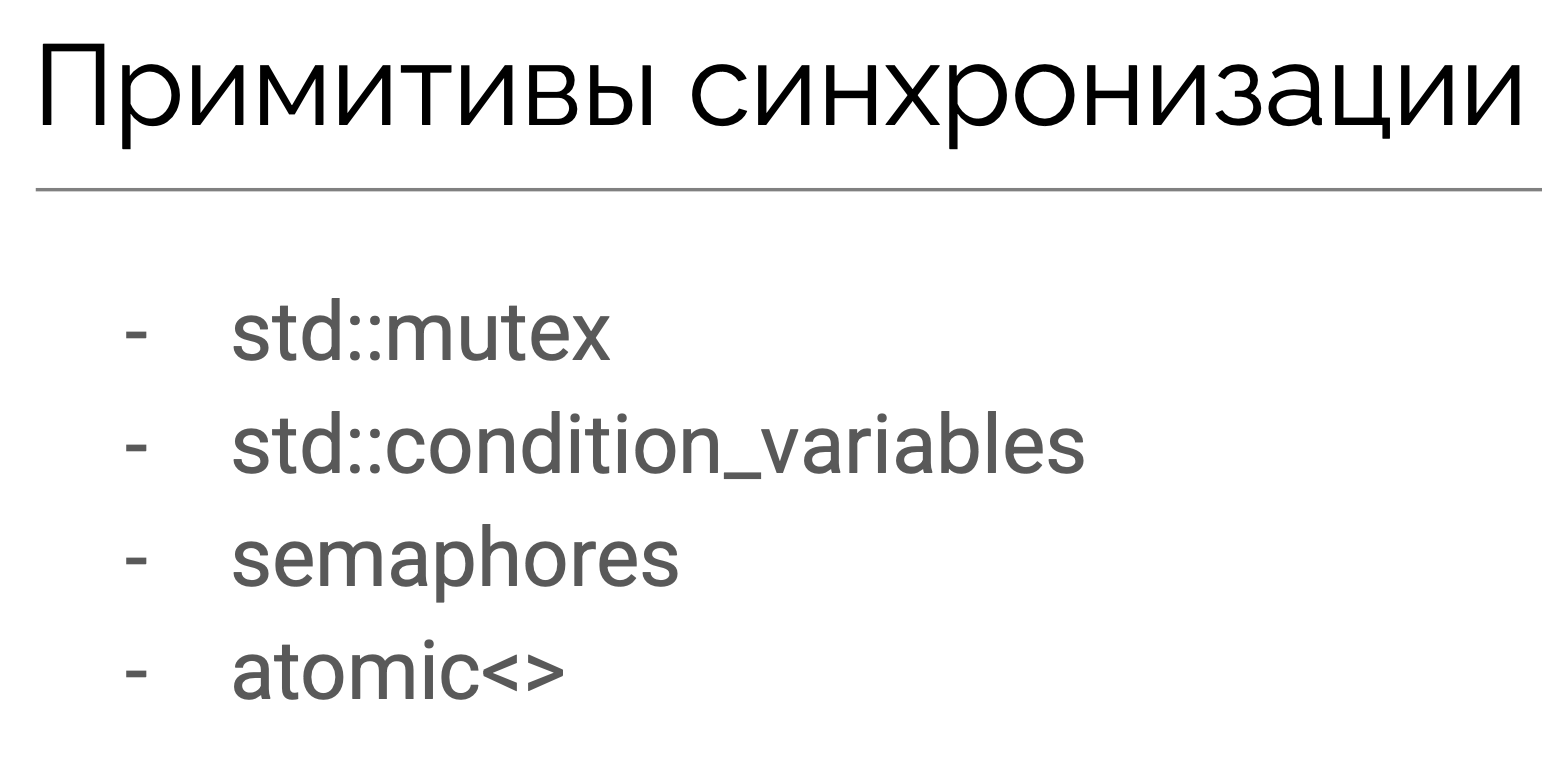 Примитивы синхронизации
- std::mutex
- std::condition_variables
- semaphores
- atomic<>